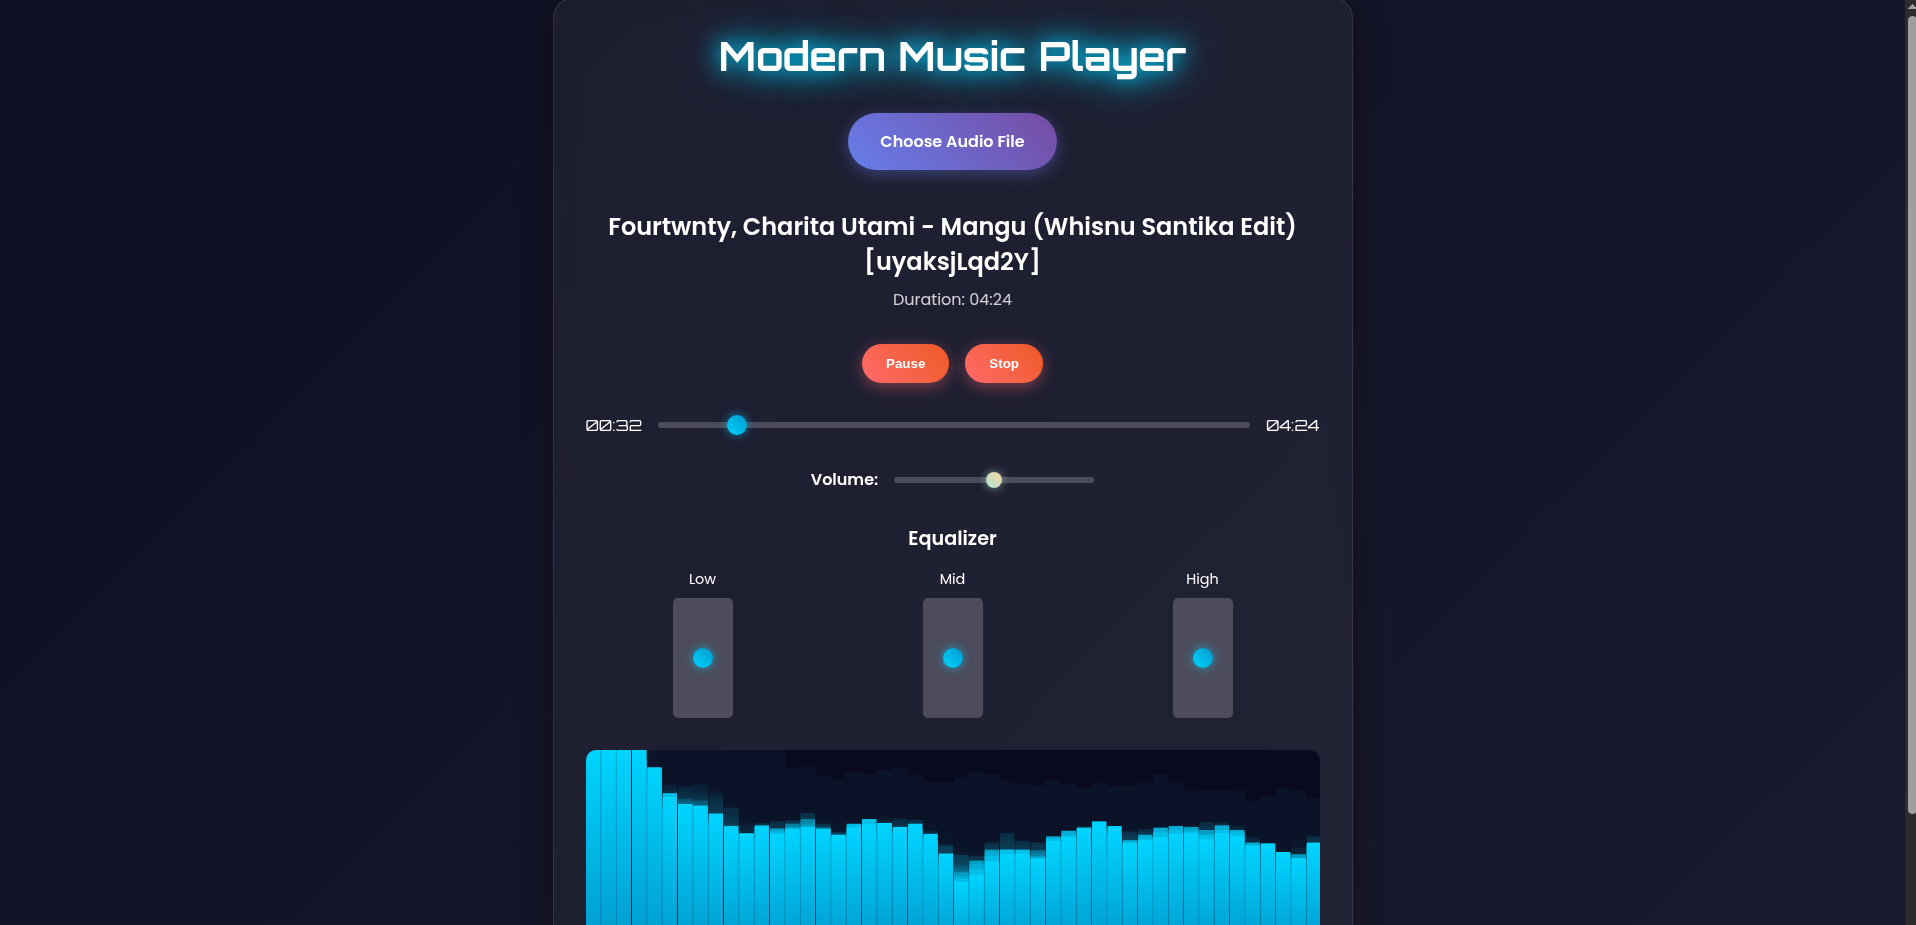 Modern Music Player
Choose Audio File
Fourtwnty, Charita Utami - Mangu (Whisnu Santika Edit)
[uyaksjLqd2Y]
Duration: 04:24
Pause Stop
00:32 04:24
Volume:
Equalizer
Low Mid High